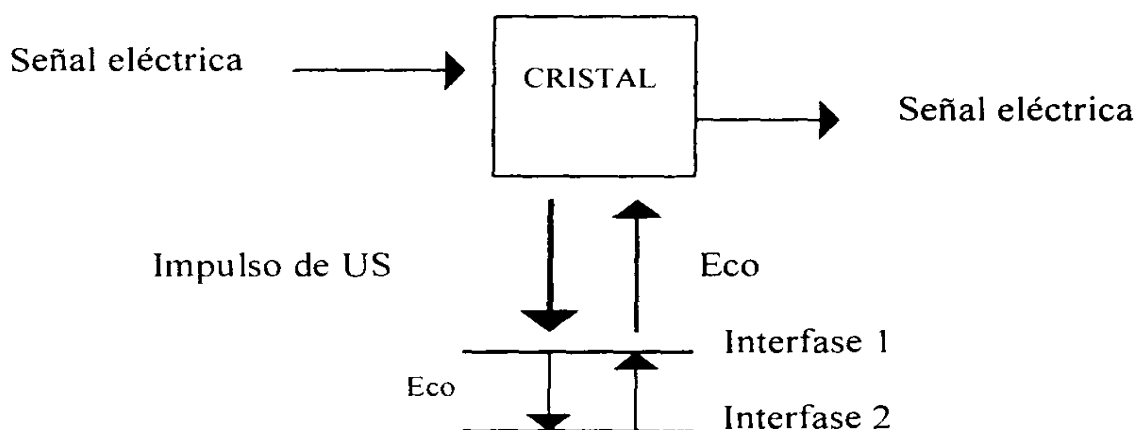 Señal eléctrica
CRISTAL
Señal eléctrica
Impulso de US
Eco
Interfase 1
Eco
Interfase 2